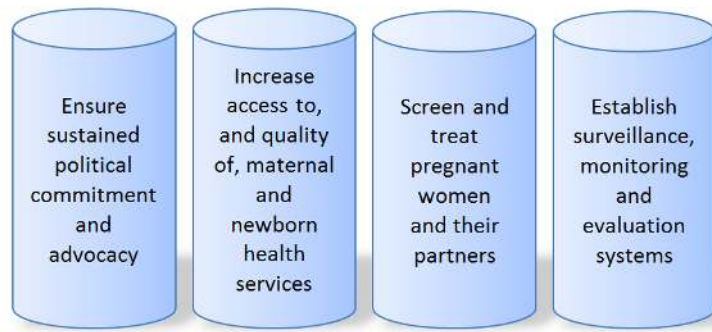 Ensure
sustained
political
commitment
and
advocacy
Increase
access to,
and quality
of, maternal
and
newborn
health
services
Screen and
treat
pregnant
women
and their
partners
Establish
surveillance,
monitoring
and
evaluation
systems